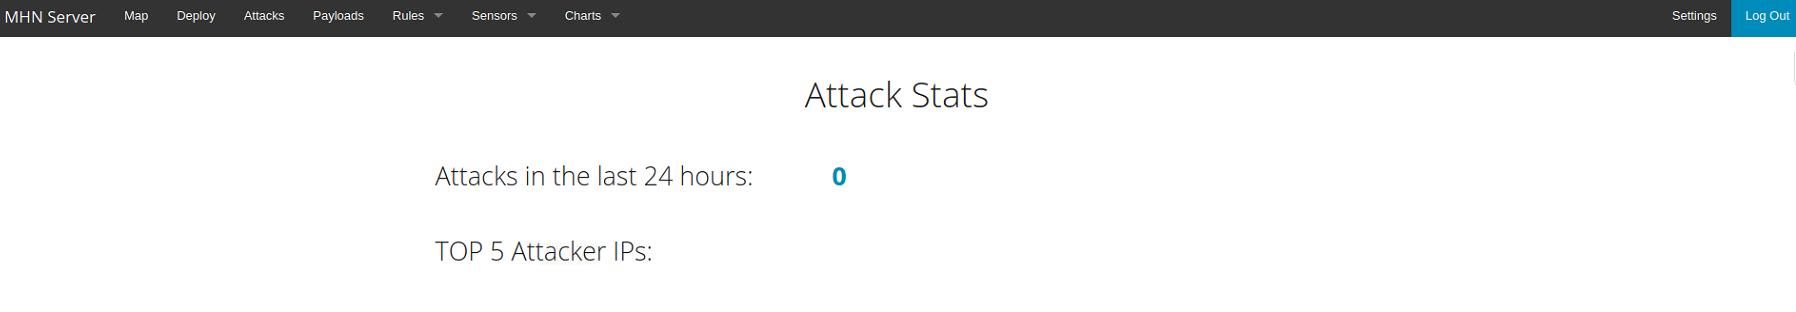 MHN Server Map Deploy Attacks Payloads Rules Sensors Charts Settings Log Out
Attack Stats
Attacks in the last 24 hours: 0
TOP 5 Attacker IPs: